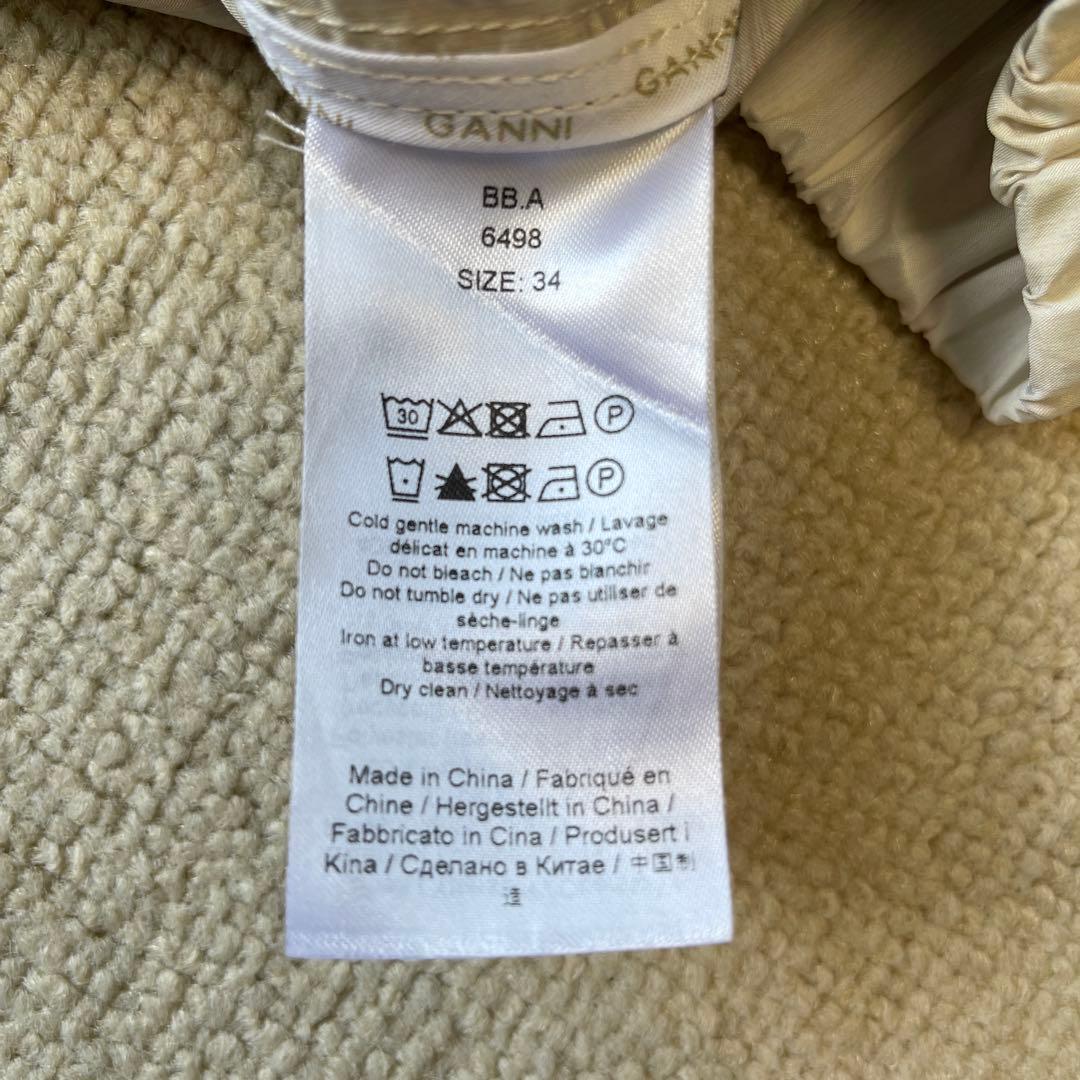 GANNI
GANNI
BB.A
6498
SIZE: 34
30 P
P
Cold gentle machine wash / Lavage
délicat en machine à 30°C
Do not bleach / Ne pas blanchir
Do not tumble dry / Ne pas utiliser de
sèche-linge
Iron at low temperature / Repasser à
basse température
Dry clean / Nettoyage à sec
Made in China / Fabriqué en
Chine / Hergestellt in China /
Fabbricato in Cina / Produsert i
Kina / Сделано в Китае / 中国制
造